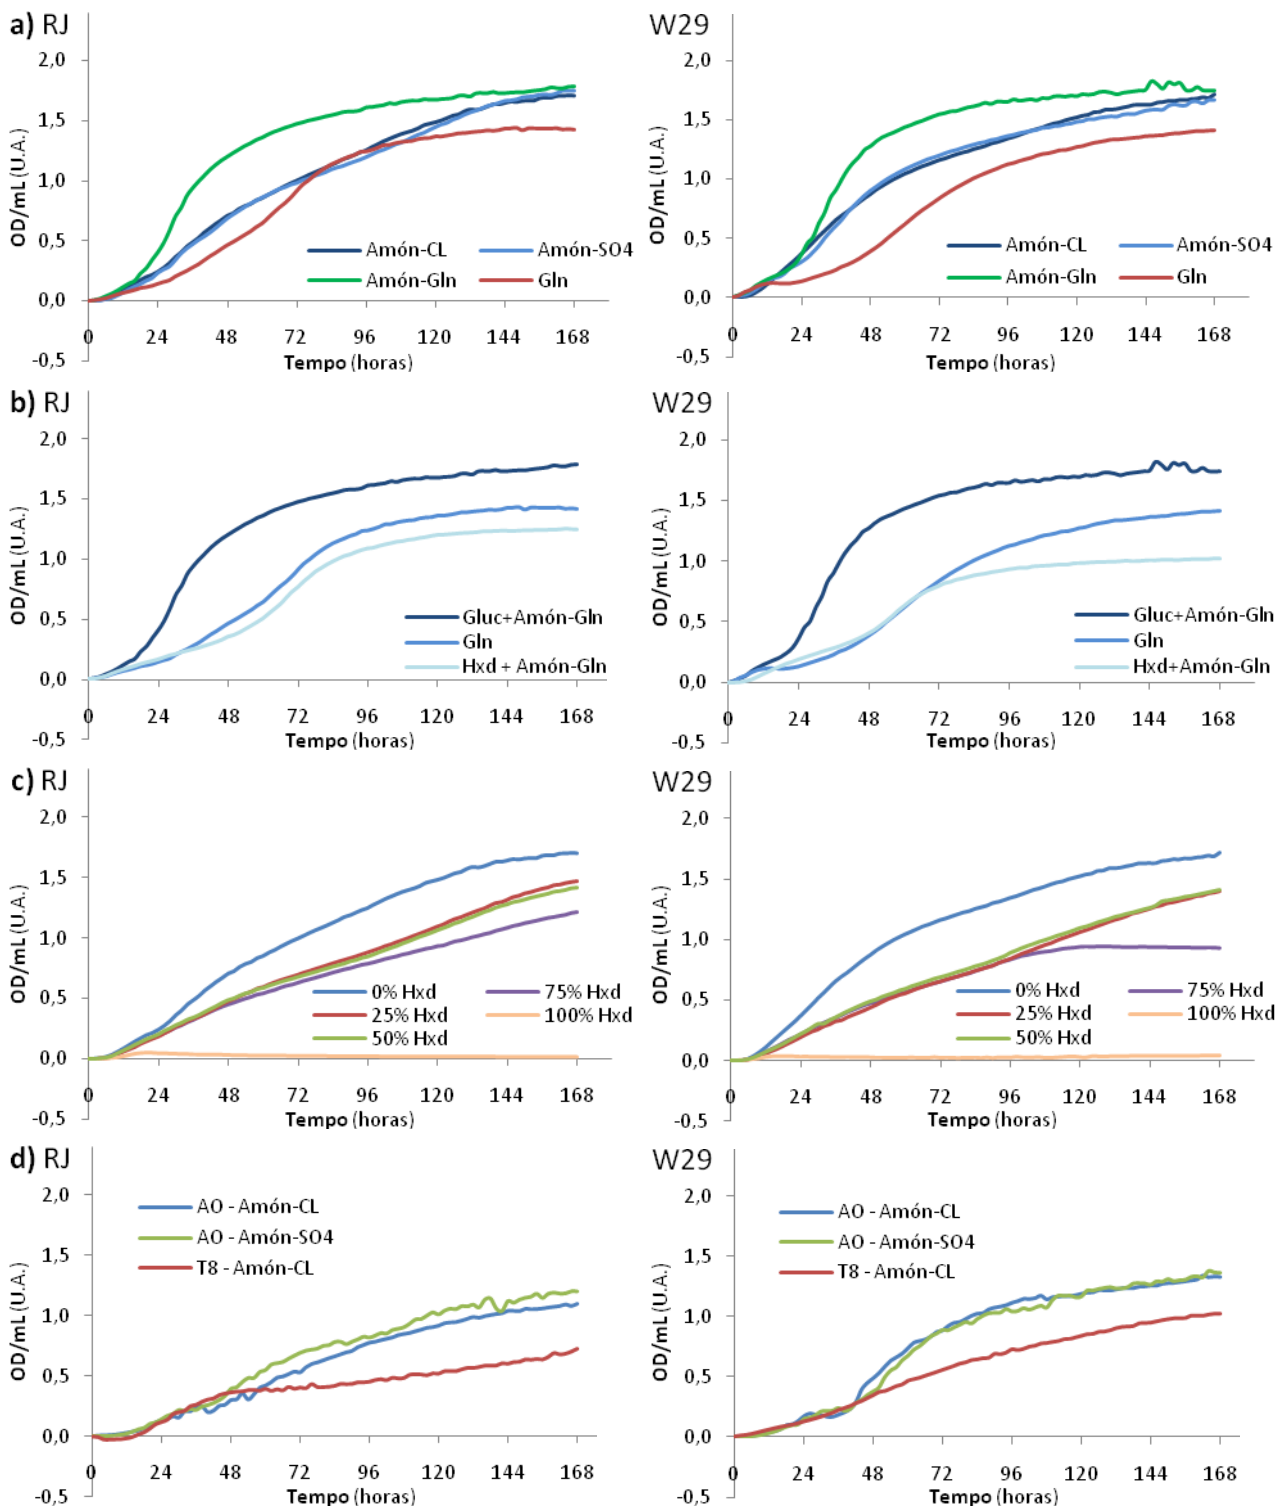 a) RJ
2,0
1,5
1,0
0,5
0,0
-0,5
OD/mL (U.A.)
Amón-CL
Amón-SO4
Amón-Gln
Gln
0 24 48 72 96 120 144 168
Tempo (horas)
W29
2,0
1,5
1,0
0,5
0,0
-0,5
OD/mL (U.A.)
Amón-CL
Amón-SO4
Amón-Gln
Gln
0 24 48 72 96 120 144 168
Tempo (horas)
b) RJ
2,0
1,5
1,0
0,5
0,0
-0,5
OD/mL (U.A.)
Gluc+Amón-Gln
Gln
Hxd + Amón-Gln
0 24 48 72 96 120 144 168
Tempo (horas)
W29
2,0
1,5
1,0
0,5
0,0
-0,5
OD/mL (U.A.)
Gluc+Amón-Gln
Gln
Hxd+Amón-Gln
0 24 48 72 96 120 144 168
Tempo (horas)
c) RJ
2,0
1,5
1,0
0,5
0,0
-0,5
OD/mL (U.A.)
0% Hxd
75% Hxd
25% Hxd
100% Hxd
50% Hxd
0 24 48 72 96 120 144 168
Tempo (horas)
W29
2,0
1,5
1,0
0,5
0,0
-0,5
OD/mL (U.A.)
0% Hxd
75% Hxd
25% Hxd
100% Hxd
50% Hxd
0 24 48 72 96 120 144 168
Tempo (horas)
d) RJ
2,0
1,5
1,0
0,5
0,0
-0,5
OD/mL (U.A.)
AO - Amón-CL
AO - Amón-SO4
T8 - Amón-CL
0 24 48 72 96 120 144 168
Tempo (horas)
W29
2,0
1,5
1,0
0,5
0,0
-0,5
OD/mL (U.A.)
AO - Amón-CL
AO - Amón-SO4
T8 - Amón-CL
0 24 48 72 96 120 144 168
Tempo (horas)